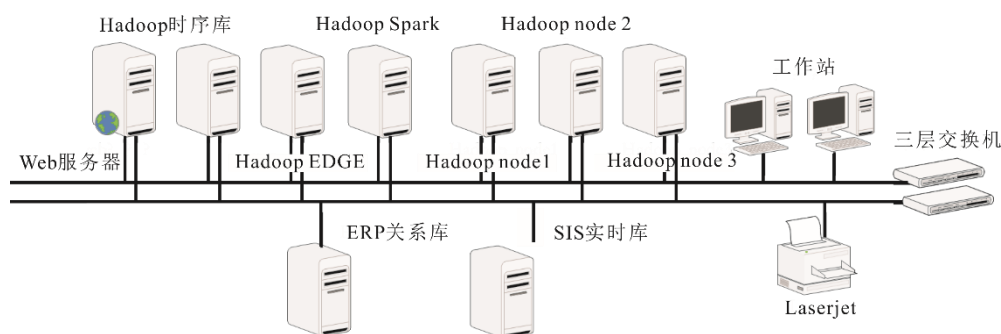 Hadoop时序库
Hadoop Spark
Hadoop node 2
工作站
三层交换机
Web服务器
Hadoop EDGE
Hadoop node1
Hadoop node 3
ERP关系库
SIS实时库
Laserjet